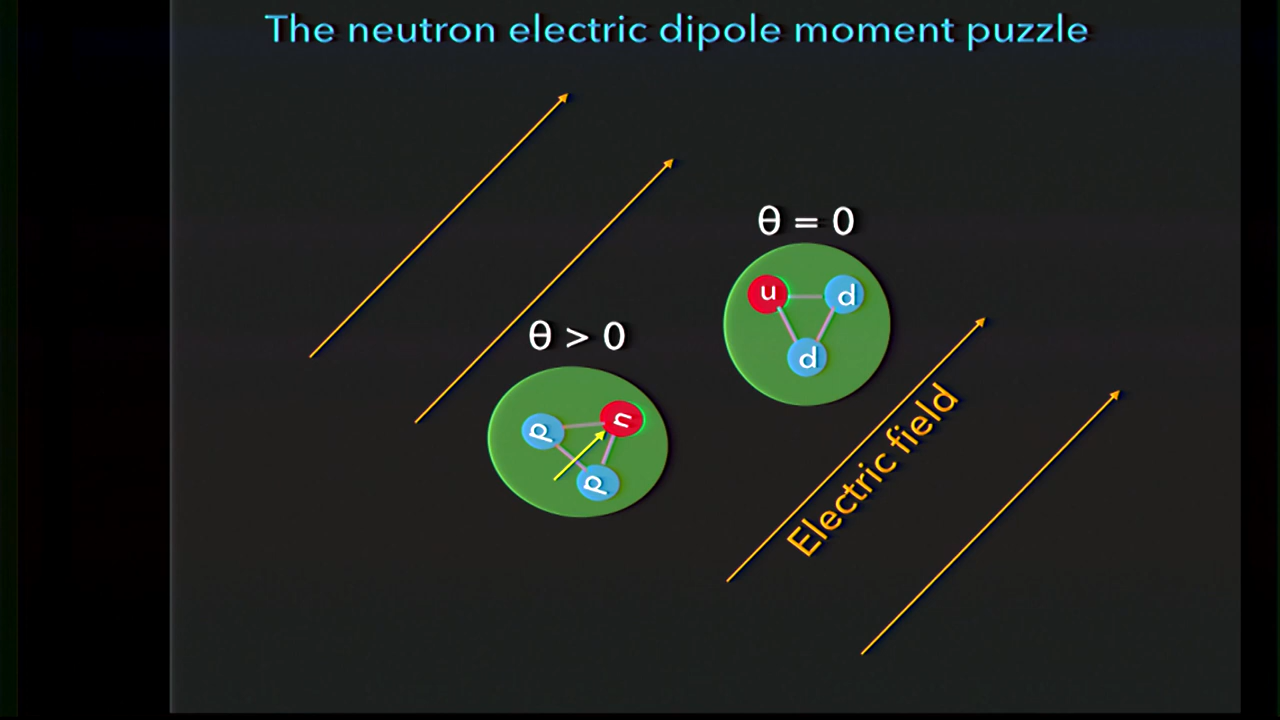 The neutron electric dipole moment puzzle
θ = 0
u d
d
θ > 0
d u
d
Electric field